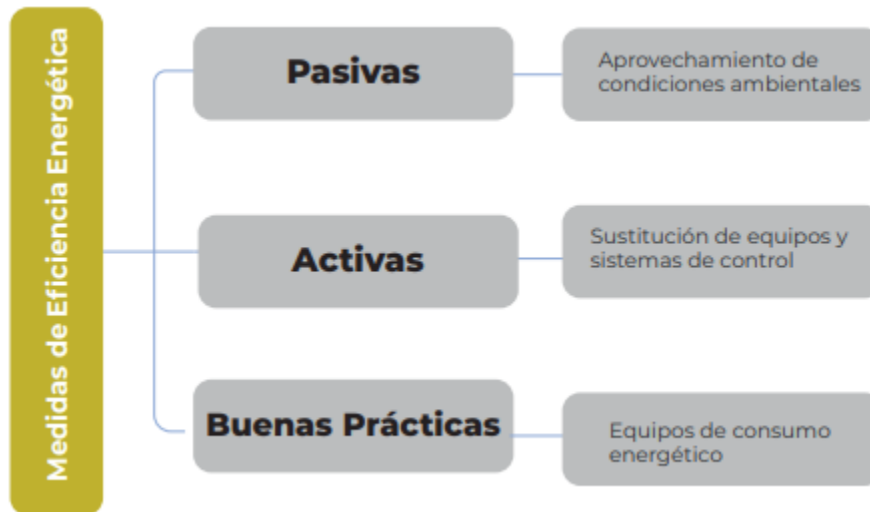 Medidas de Eficiencia Energética
Pasivas
Aprovechamiento de
condiciones ambientales
Activas
Sustitución de equipos y
sistemas de control
Buenas Prácticas
Equipos de consumo
energético